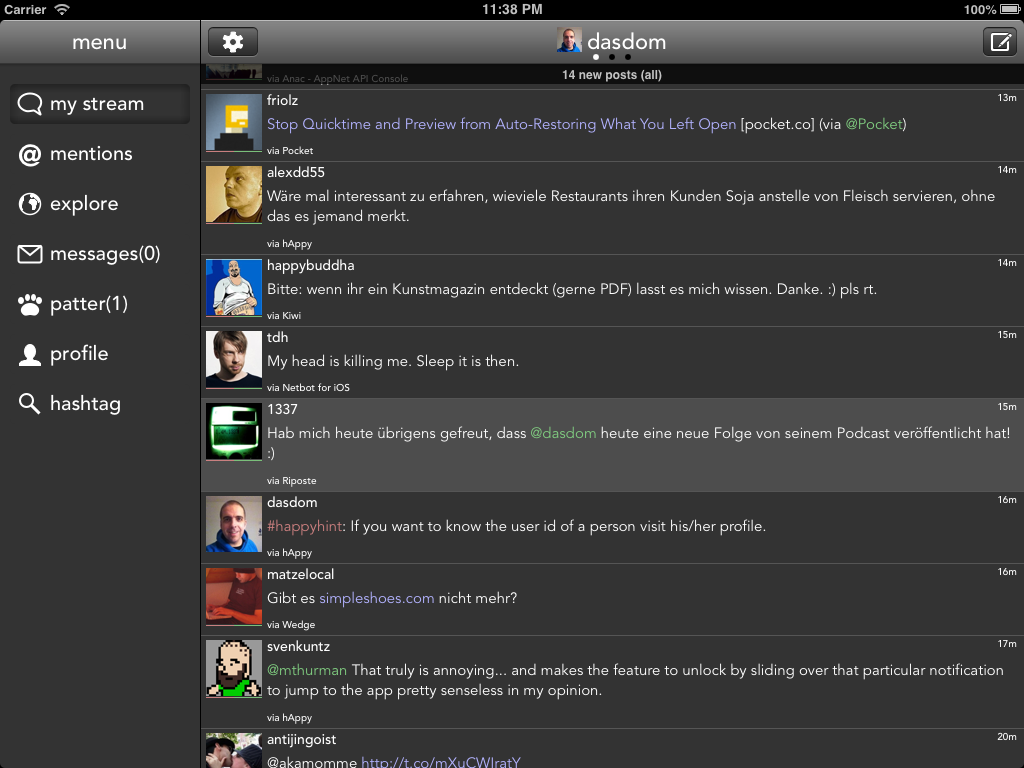 Carrier 11:38 PM 100%
menu
dasdom
my stream
mentions
explore
messages(0)
patter(1)
profile
hashtag
via Anac - AppNet API Console
14 new posts (all)
friolz 13m
Stop Quicktime and Preview from Auto-Restoring What You Left Open [pocket.co] (via @Pocket)
via Pocket
alexdd55 14m
Wäre mal interessant zu erfahren, wieviele Restaurants ihren Kunden Soja anstelle von Fleisch servieren, ohne
das es jemand merkt.
via hAppy
happybuddha 14m
Bitte: wenn ihr ein Kunstmagazin entdeckt (gerne PDF) lasst es mich wissen. Danke. :) pls rt.
via Kiwi
tdh 15m
My head is killing me. Sleep it is then.
via Netbot for iOS
1337 15m
Hab mich heute übrigens gefreut, dass @dasdom heute eine neue Folge von seinem Podcast veröffentlicht hat!
:)
via Riposte
dasdom 16m
#happyhint: If you want to know the user id of a person visit his/her profile.
via hAppy
matzelocal 16m
Gibt es simpleshoes.com nicht mehr?
via Wedge
svenkuntz 17m
@mthurman That truly is annoying... and makes the feature to unlock by sliding over that particular notification
to jump to the app pretty senseless in my opinion.
via hAppy
antijingoist 20m
@akamomme http://t.co/mXuCWIratY